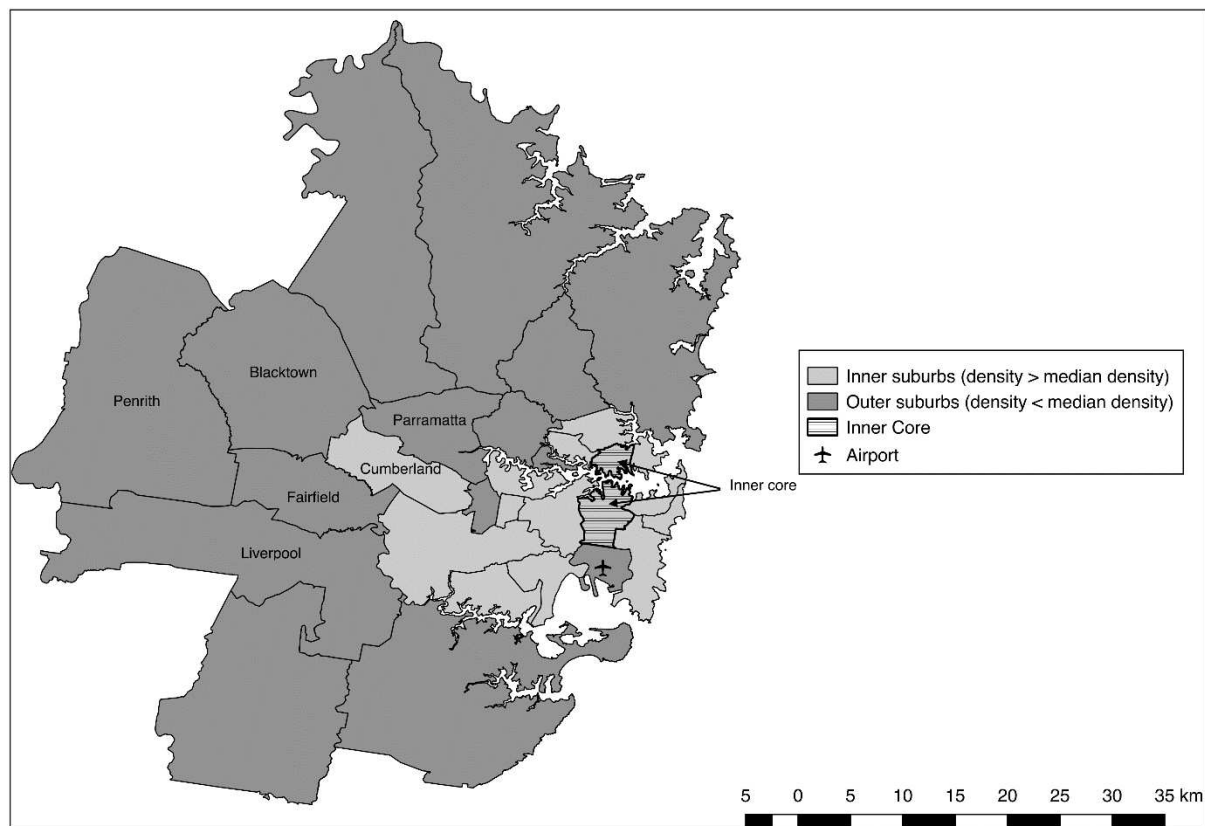 Blacktown
Penrith
Parramatta
Cumberland
Fairfield
Liverpool
Inner core
Inner suburbs (density > median density)
Outer suburbs (density < median density)
Inner Core
Airport
5 0 5 10 15 20 25 30 35 km